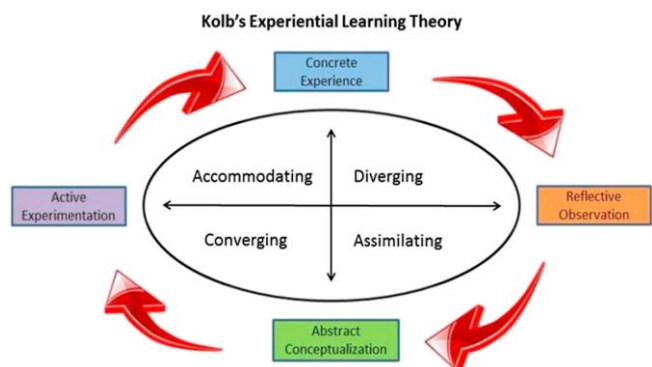 Kolb's Experiential Learning Theory
Concrete
Experience
Accommodating
Diverging
Active
Experimentation
Reflective
Observation
Converging
Assimilating
Abstract
Conceptualization